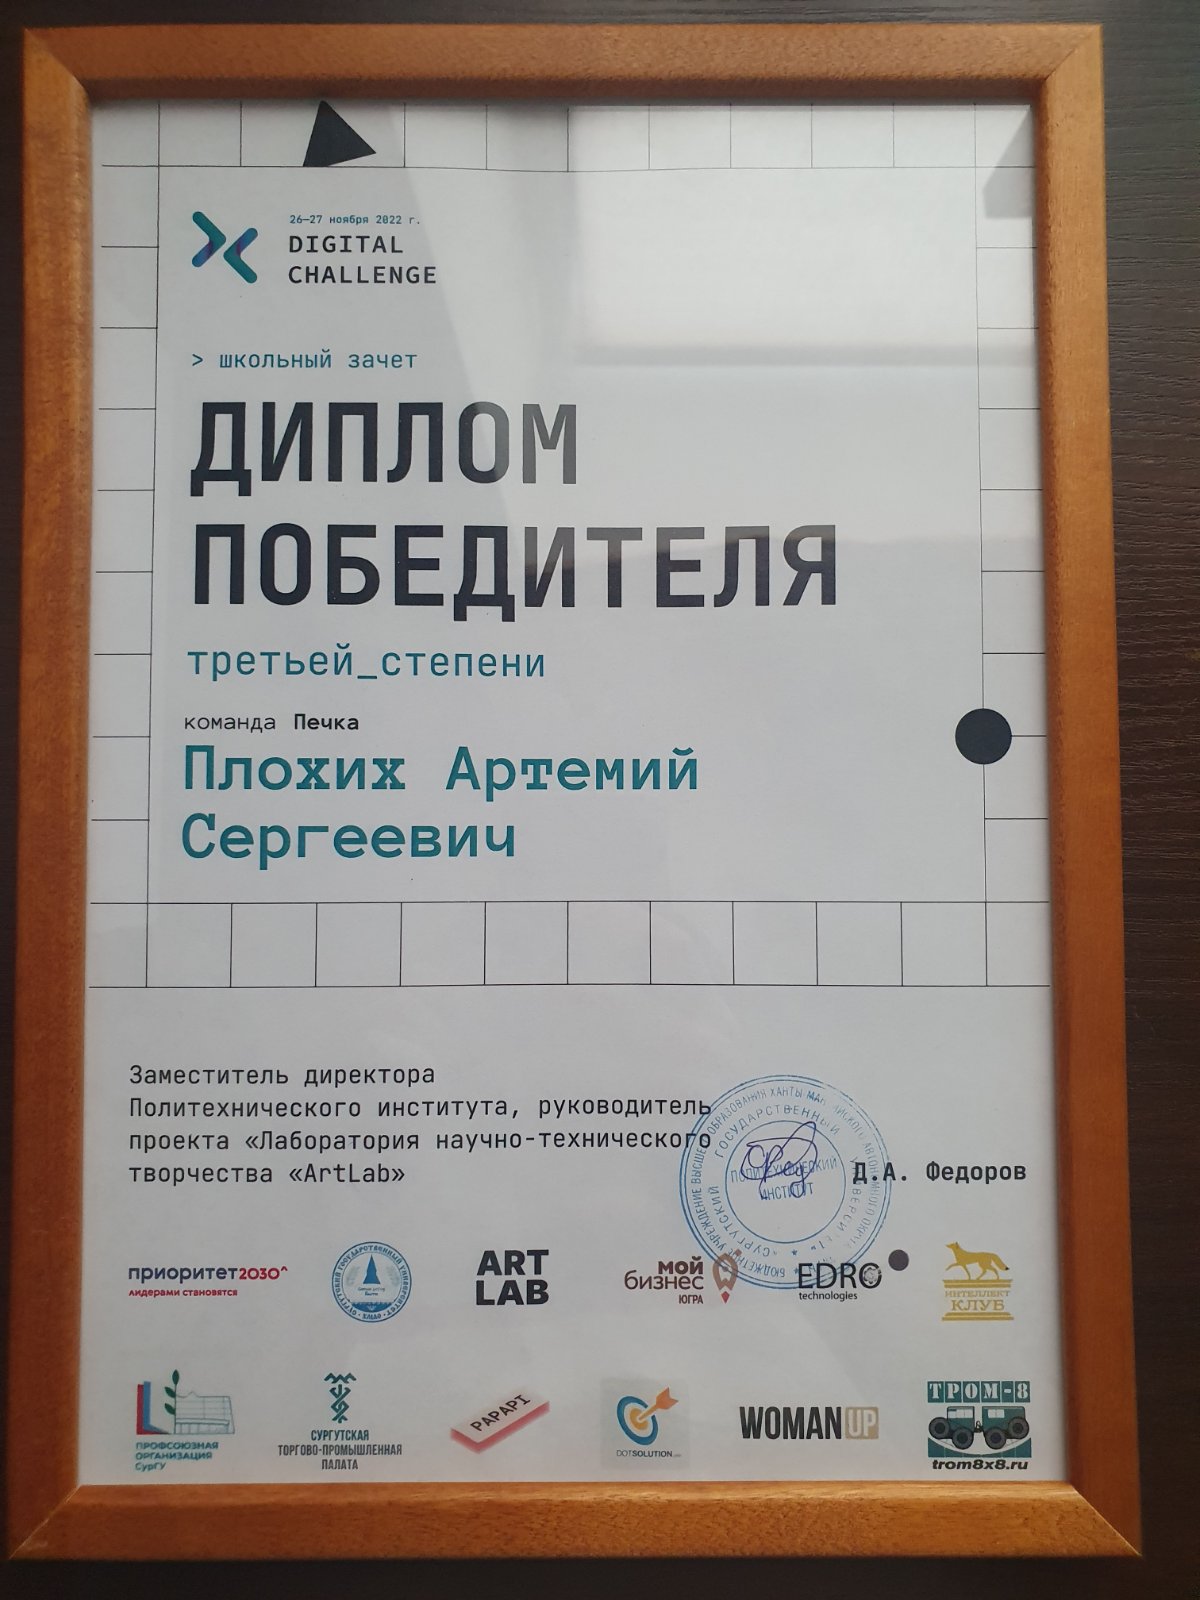 26–27 ноября 2022 г.
DIGITAL
CHALLENGE
> школьный зачет
ДИПЛОМ
ПОБЕДИТЕЛЯ
третьей_степени
команда Печка
Плохих Артемий
Сергеевич
Заместитель директора
Политехнического института, руководитель
проекта «Лаборатория научно-технического
творчества «ArtLab»
ПОЛИТЕХНИЧЕСКИЙ
ИНСТИТУТ
Д.А. Федоров
приоритет2030^
лидерами становятся
СУРГУТСКИЙ ГОСУДАРСТВЕННЫЙ УНИВЕРСИТЕТ
ART
LAB
мой
бизнес
ЮГРА
EDRO
technologies
ИНТЕЛЛЕКТ
КЛУБ
ПРОФСОЮЗНАЯ
ОРГАНИЗАЦИЯ
СурГУ
СУРГУТСКАЯ
ТОРГОВО-ПРОМЫШЛЕННАЯ
ПАЛАТА
PAPAPI
DOTSOLUTION
WOMAN UP
ТРОМ-8
trom8x8.ru